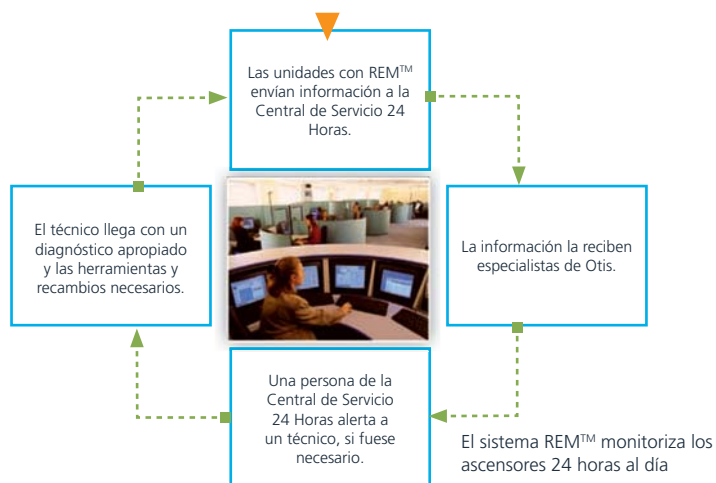 Las unidades con REM™
envían información a la
Central de Servicio 24
Horas.
El técnico llega con un
diagnóstico apropiado
y las herramientas y
recambios necesarios.
La información la reciben
especialistas de Otis.
Una persona de la
Central de Servicio
24 Horas alerta a
un técnico, si fuese
necesario.
El sistema REM™ monitoriza los
ascensores 24 horas al día